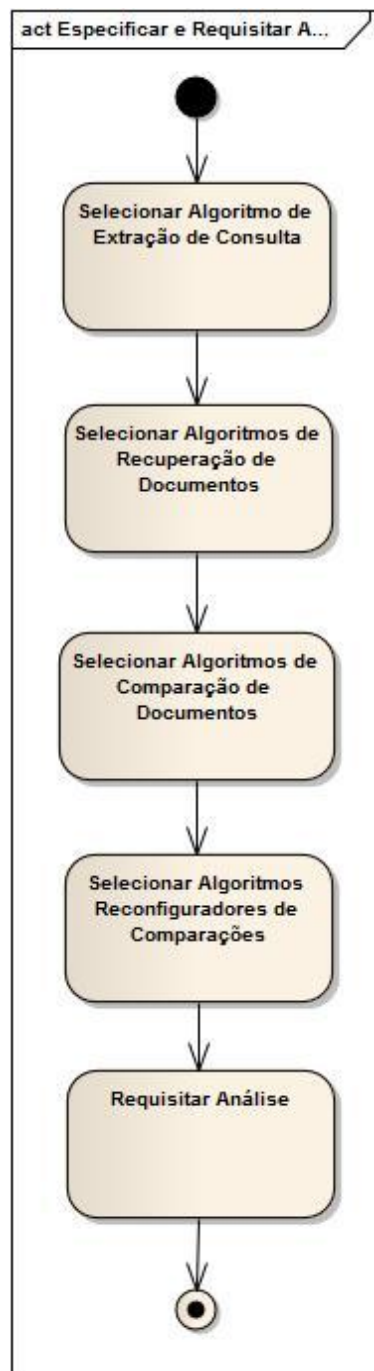 act Especificar e Requisitar A...
Selecionar Algoritmo de
Extração de Consulta
Selecionar Algoritmos de
Recuperação de
Documentos
Selecionar Algoritmos de
Comparação de
Documentos
Selecionar Algoritmos
Reconfiguradores de
Comparações
Requisitar Análise